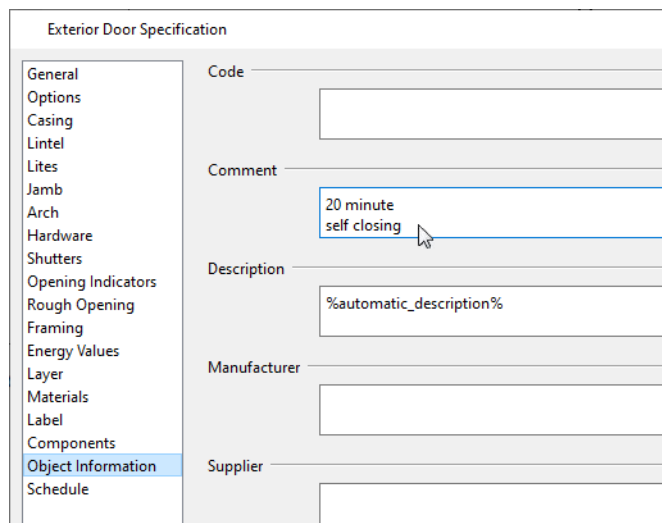 Exterior Door Specification
General
Options
Casing
Lintel
Lites
Jamb
Arch
Hardware
Shutters
Opening Indicators
Rough Opening
Framing
Energy Values
Layer
Materials
Label
Components
Object Information
Schedule
Code
Comment
20 minute
self closing
Description
%automatic_description%
Manufacturer
Supplier